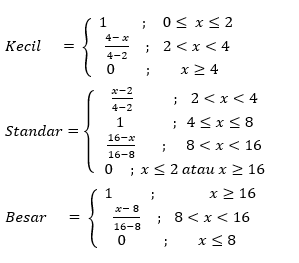 Kecil = { 1 ; 0 ≤ x ≤ 2
4−x / 4−2 ; 2 < x < 4
0 ; x ≥ 4
Standar = { x−2 / 4−2 ; 2 < x < 4
1 ; 4 ≤ x ≤ 8
16−x / 16−8 ; 8 < x < 16
0 ; x ≤ 2 atau x ≥ 16
Besar = { 1 ; x ≥ 16
x−8 / 16−8 ; 8 < x < 16
0 ; x ≤ 8